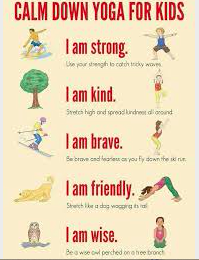 CALM DOWN YOGA FOR KIDS
I am strong.
Use your strength to catch tricky waves.
I am kind.
Stretch high and spread kindness all around.
I am brave.
Be brave and fearless as you fly down the ski run.
I am friendly.
Stretch like a dog wagging its tail.
I am wise.
Be a wise owl perched on a tree branch.